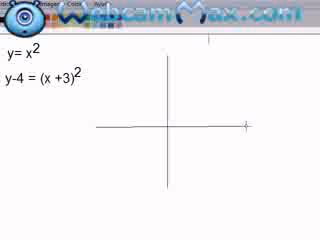 WebcamMax.com
y= x2
y-4 = (x +3)2